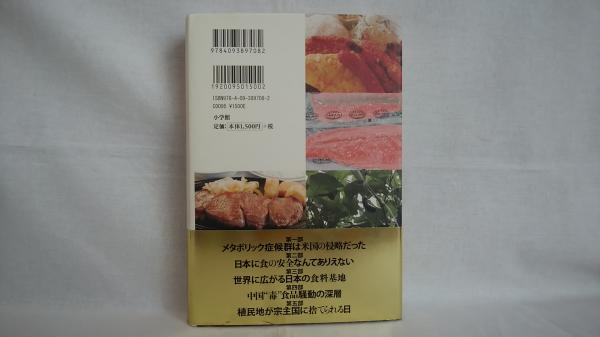 9784093897082
1920095015002
ISBN978-4-09-389708-2
C0095 ¥1500E
小学館
定価：本体1,500円＋税
第一部
メタボリック症候群は米国の侵略だった
第二部
日本に食の安全なんてありえない
第三部
世界に広がる日本の食料基地
第四部
中国“毒”食品騒動の深層
第五部
植民地が宗主国に捨てられる日